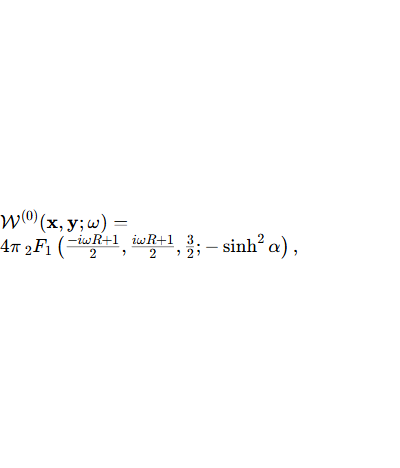 𝒲⁽⁰⁾(𝐱, 𝐲; ω) =
4π ₂F₁ ( (−iωR+1)/2 , (iωR+1)/2 , 3/2 ; − sinh² α ) ,